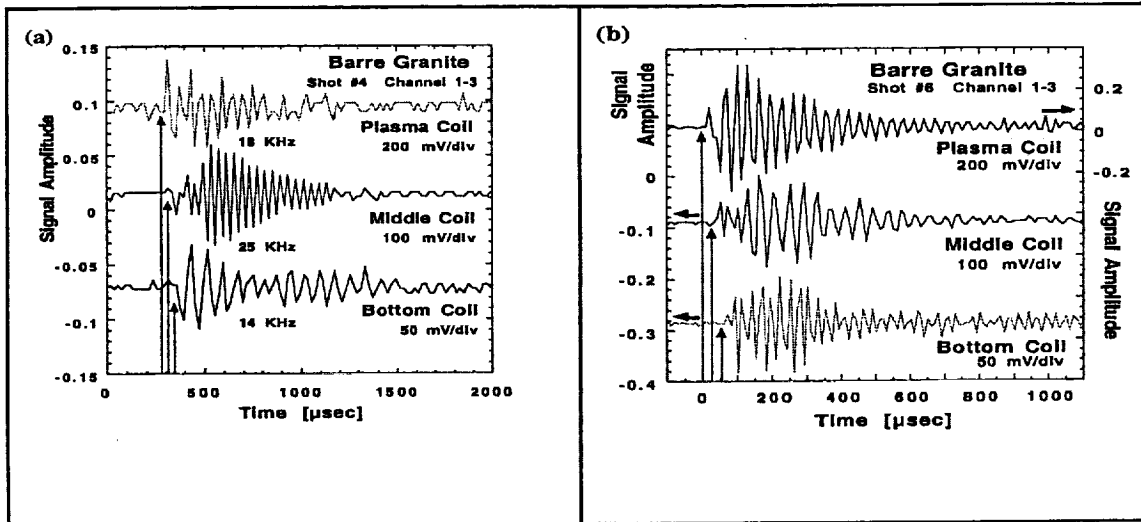 (a)
Signal Amplitude
0.15
0.1
0.05
0
-0.05
-0.1
-0.15
Barre Granite
Shot #4 Channel 1-3
Plasma Coil
200 mV/div
18 KHz
Middle Coil
100 mV/div
25 KHz
Bottom Coil
50 mV/div
14 KHz
0 500 1000 1500 2000
Time [μsec]
(b)
Signal
Amplitude
0
-0.1
-0.2
-0.3
-0.4
Barre Granite
Shot #6 Channel 1-3
Plasma Coil
200 mV/div
Middle Coil
100 mV/div
Bottom Coil
50 mV/div
0.2
0
-0.2
Signal Amplitude
0 200 400 600 800 1000
Time [μsec]